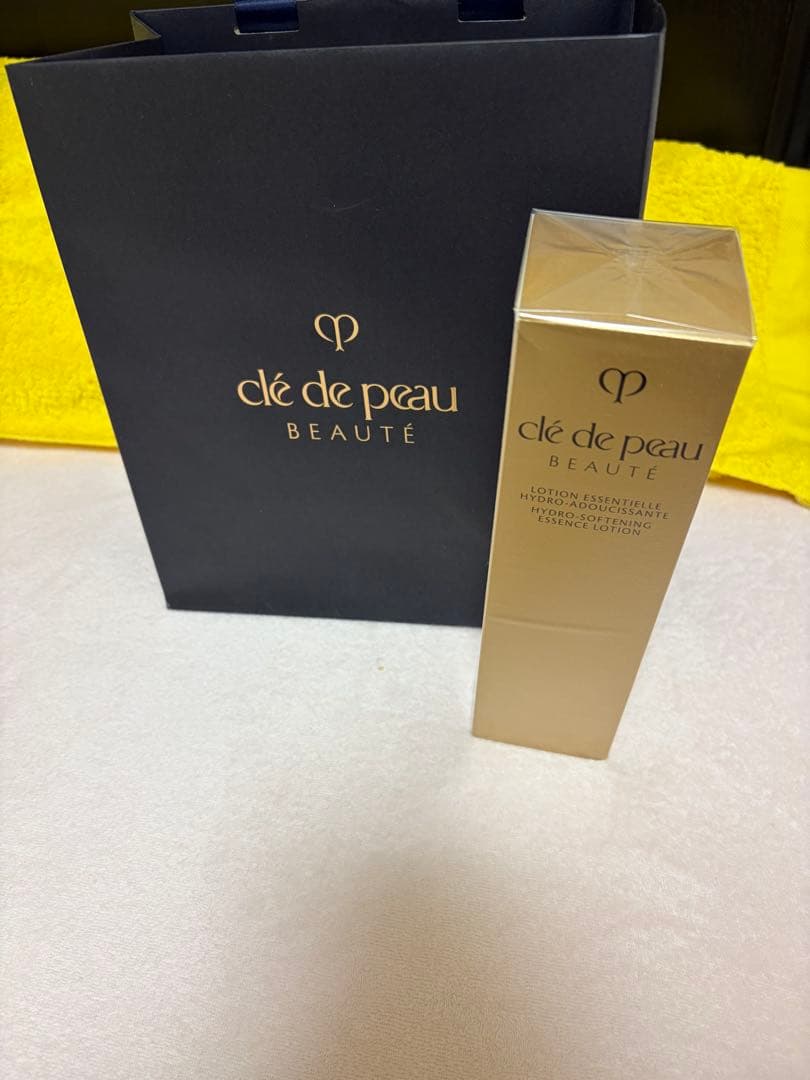 clé de peau
BEAUTÉ
clé de peau
BEAUTÉ
LOTION ESSENTIELLE
HYDRO-ADOUCISSANTE
HYDRO-SOFTENING
ESSENCE LOTION